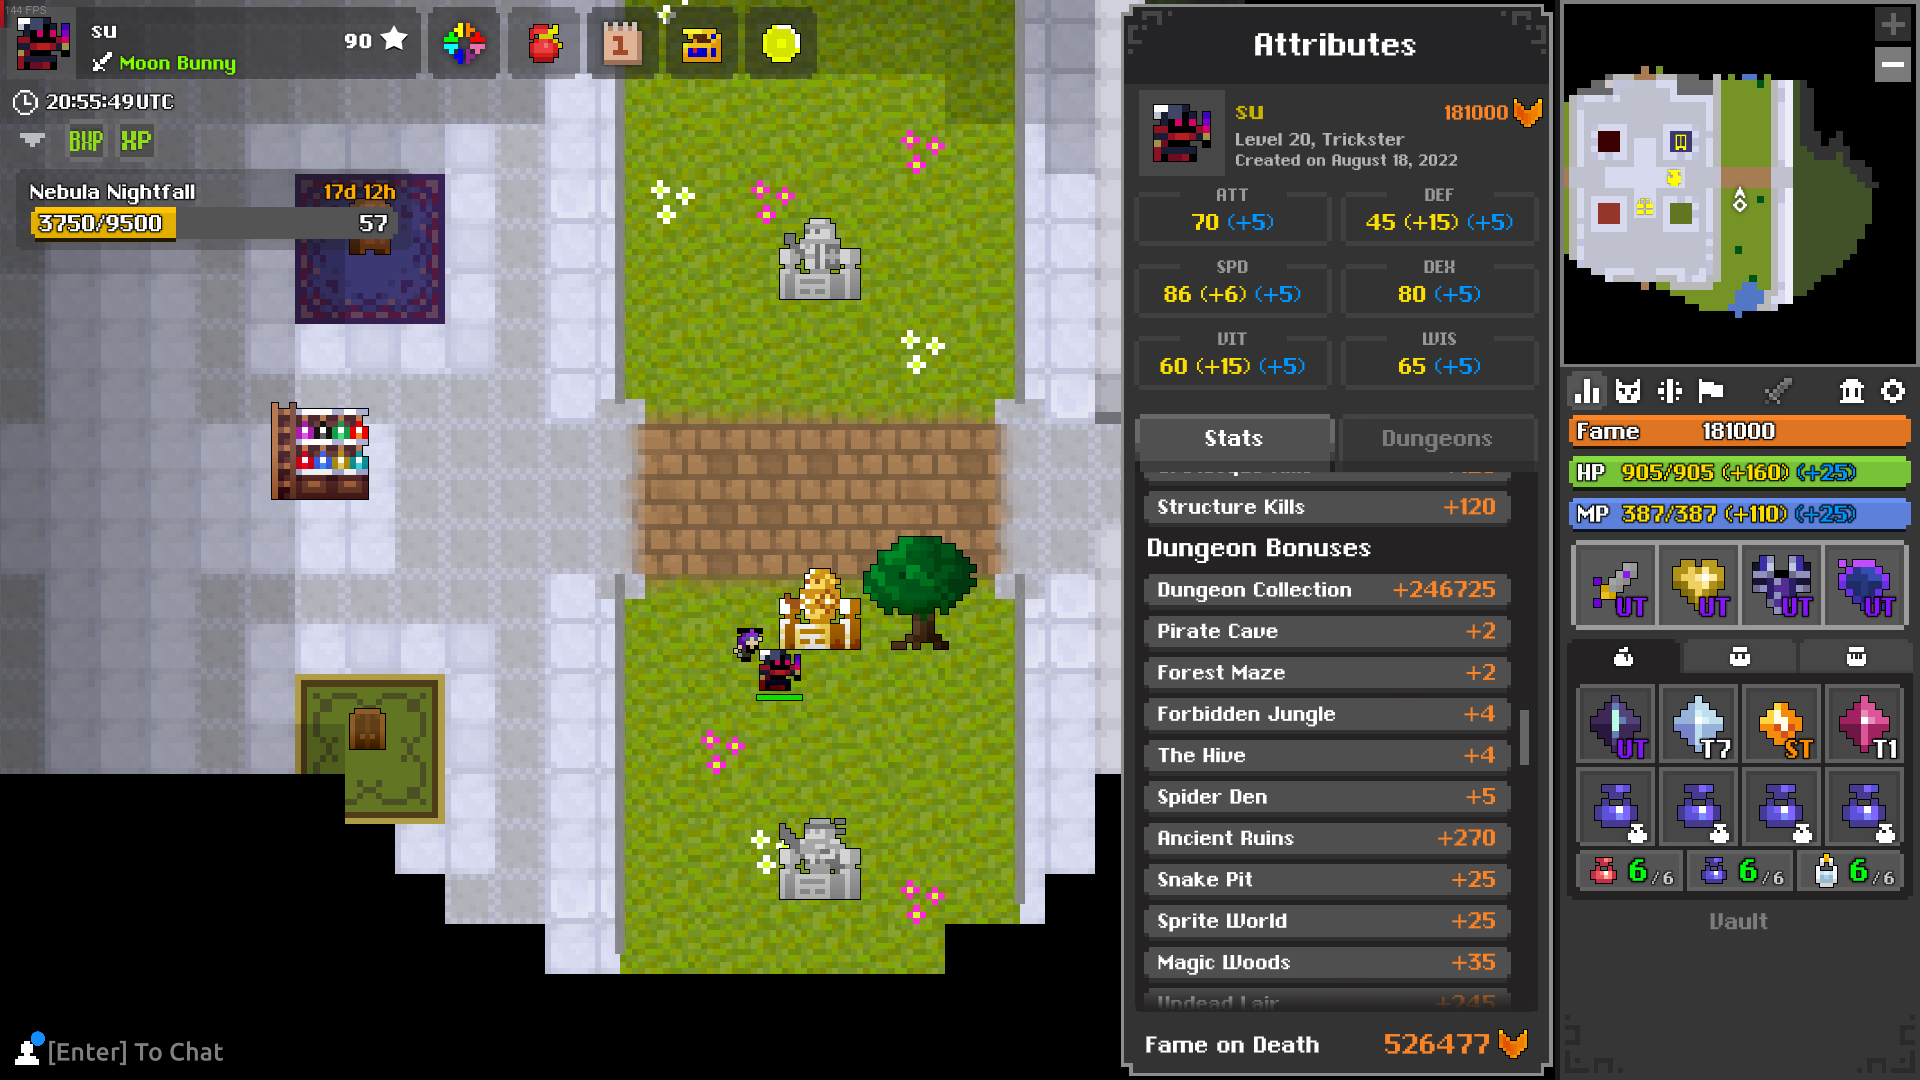 144 FPS
su
90
Moon Bunny
1
20:55:49UTC
BXP
XP
Nebula Nightfall
17d 12h
3750/9500
57
[Enter] To Chat
Attributes
su
181000
Level 20, Trickster
Created on August 18, 2022
ATT
70 (+5)
DEF
45 (+15) (+5)
SPD
86 (+6) (+5)
DEX
80 (+5)
VIT
60 (+15) (+5)
WIS
65 (+5)
Stats
Dungeons
Structure Kills
+120
Dungeon Bonuses
Dungeon Collection
+246725
Pirate Cave
+2
Forest Maze
+2
Forbidden Jungle
+4
The Hive
+4
Spider Den
+5
Ancient Ruins
+270
Snake Pit
+25
Sprite World
+25
Magic Woods
+35
Undead Lair
+245
Fame on Death
526477
Fame
181000
HP
905/905 (+160) (+25)
MP
387/387 (+110) (+25)
UT
UT
UT
UT
UT
T7
ST
T1
6/6
6/6
6/6
Vault